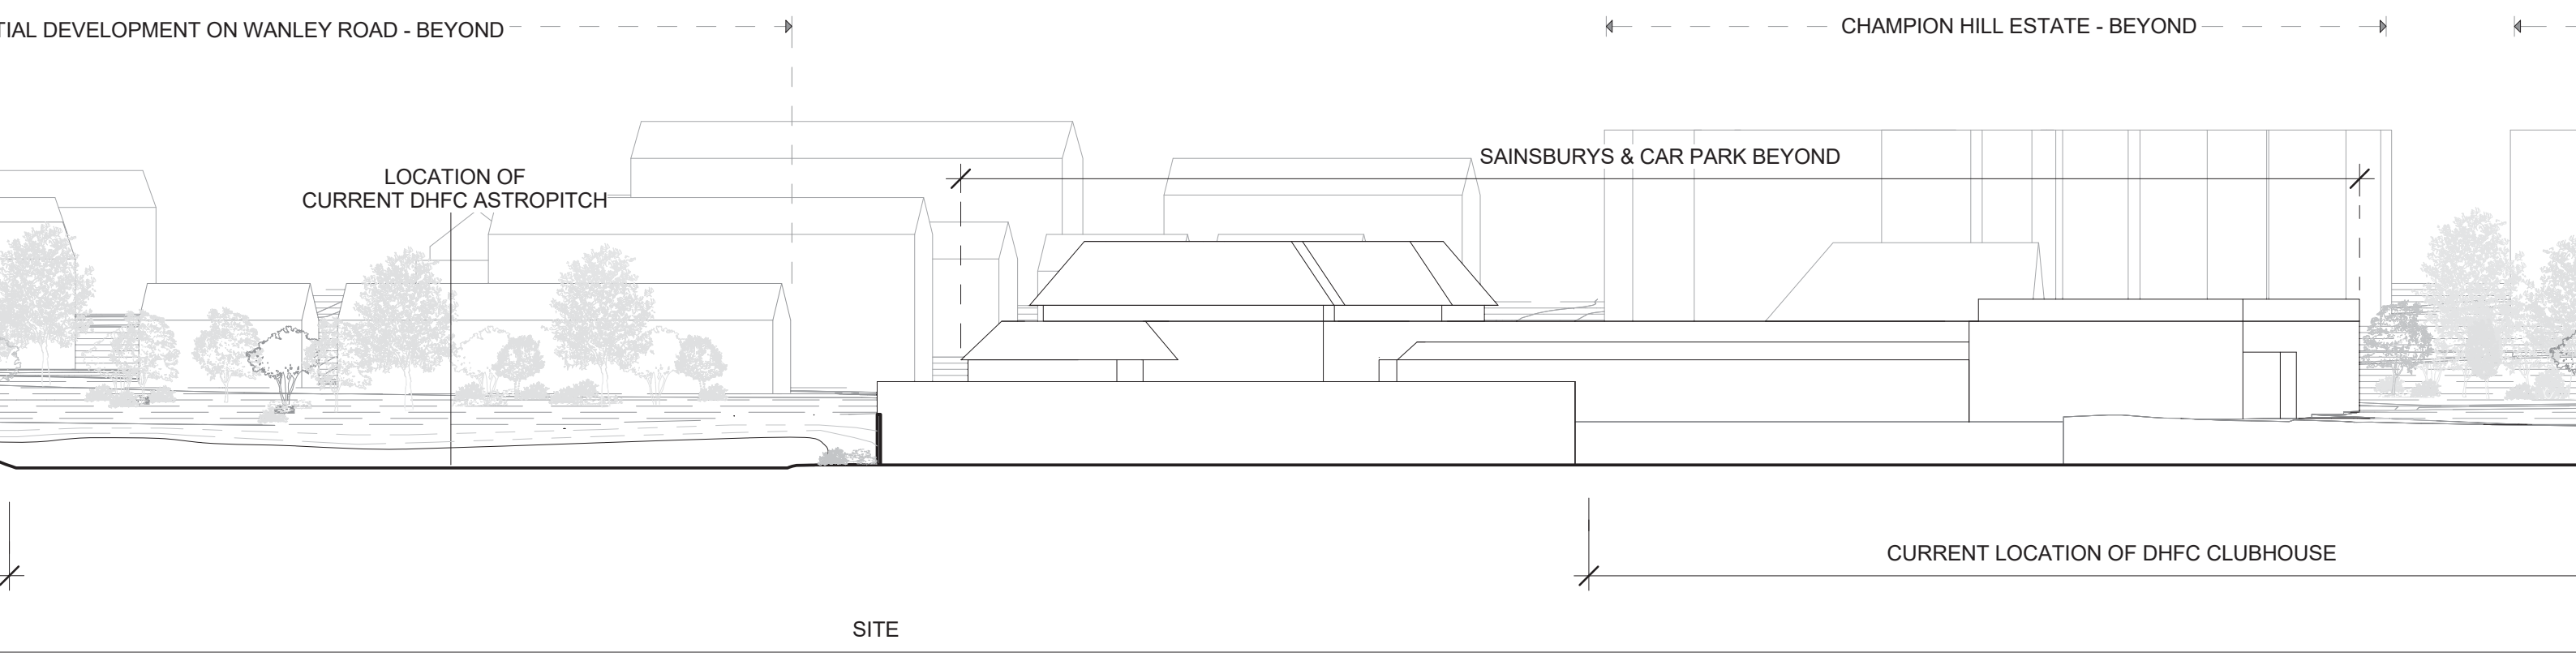 TIAL DEVELOPMENT ON WANLEY ROAD - BEYOND
CHAMPION HILL ESTATE - BEYOND
SAINSBURYS & CAR PARK BEYOND
LOCATION OF
CURRENT DHFC ASTROPITCH
CURRENT LOCATION OF DHFC CLUBHOUSE
SITE